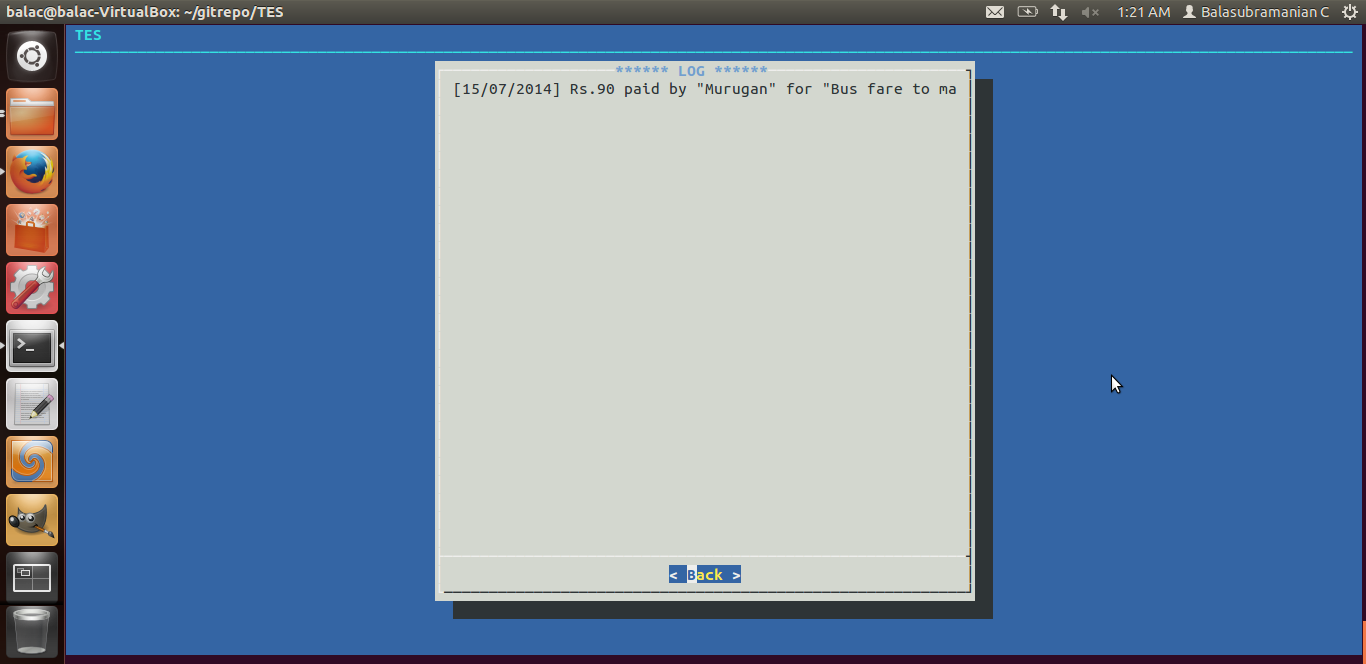 balac@balac-VirtualBox: ~/gitrepo/TES
1:21 AM
Balasubramanian C
TES
****** LOG ******
[15/07/2014] Rs.90 paid by "Murugan" for "Bus fare to ma
< Back >